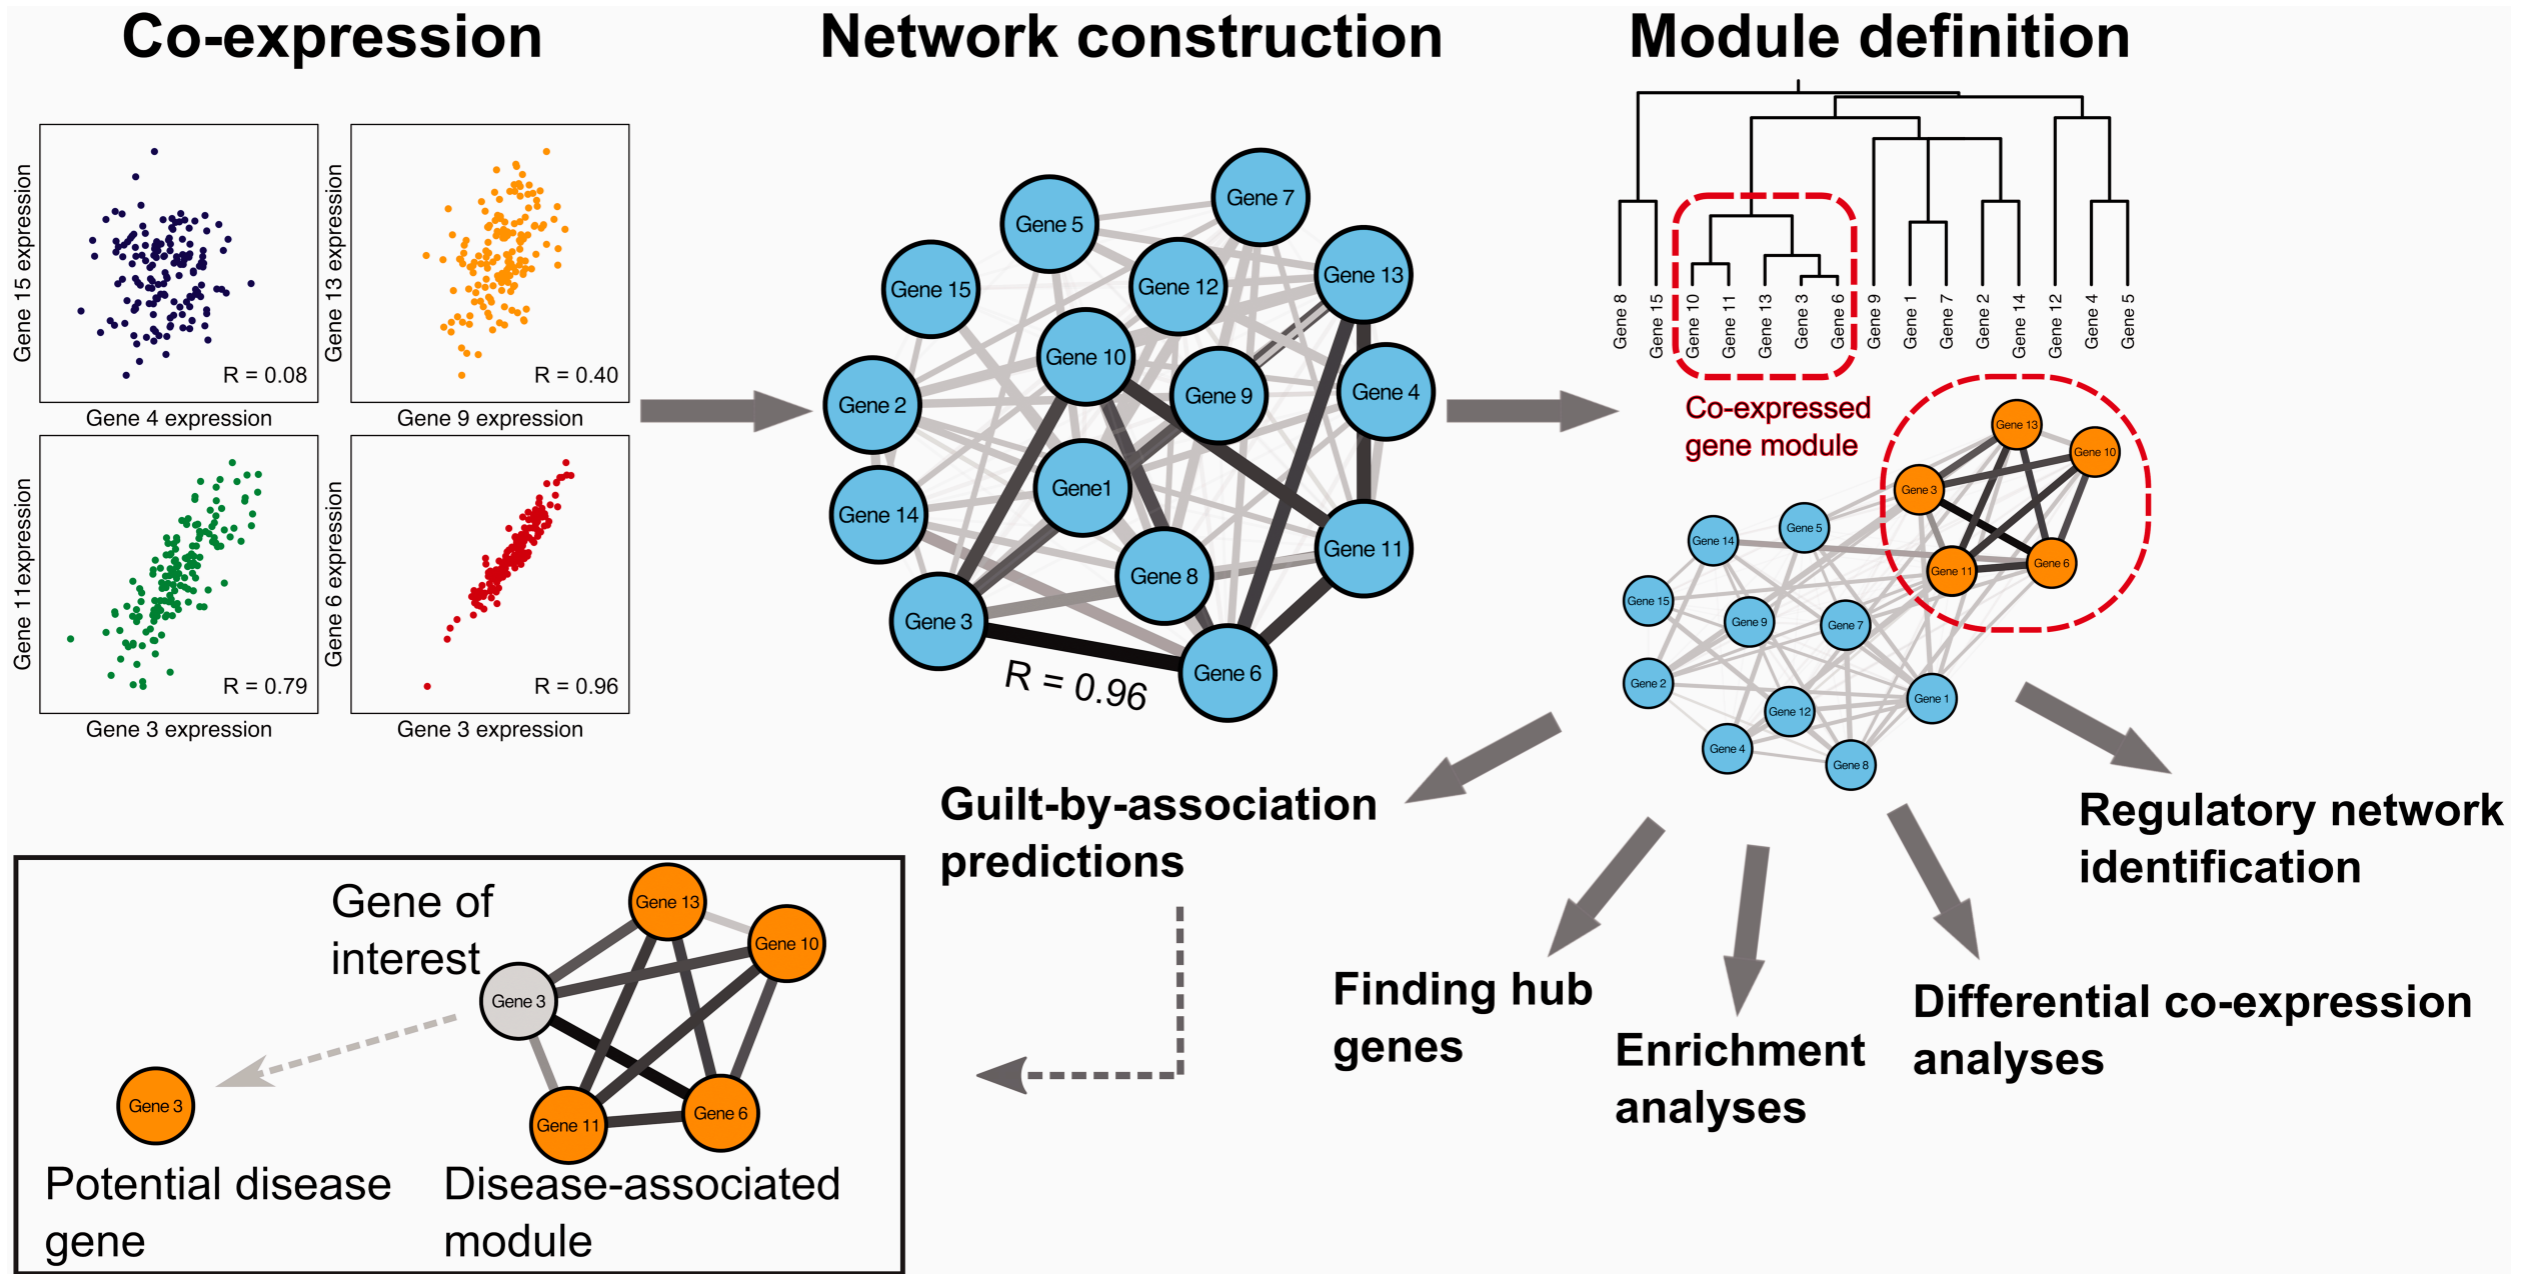 Co-expression
Network construction
Module definition
Gene 15 expression
R = 0.08
Gene 4 expression
Gene 13 expression
R = 0.40
Gene 9 expression
Gene 11expression
R = 0.79
Gene 3 expression
Gene 6 expression
R = 0.96
Gene 3 expression
Gene 7
Gene 5
Gene 13
Gene 12
Gene 15
Gene 10
Gene 9
Gene 4
Gene 2
Gene1
Gene 14
Gene 11
Gene 8
Gene 3
Gene 6
R = 0.96
Gene 8
Gene 15
Gene 10
Gene 11
Gene 13
Gene 3
Gene 6
Gene 9
Gene 1
Gene 7
Gene 2
Gene 14
Gene 12
Gene 4
Gene 5
Co-expressed
gene module
Gene 13
Gene 10
Gene 3
Gene 5
Gene 14
Gene 11
Gene 6
Gene 15
Gene 9
Gene 7
Gene 2
Gene 12
Gene 1
Gene 4
Gene 8
Guilt-by-association
predictions
Finding hub
genes
Enrichment
analyses
Differential co-expression
analyses
Regulatory network
identification
Gene of
interest
Gene 13
Gene 10
Gene 3
Gene 11
Gene 6
Gene 3
Potential disease
gene
Disease-associated
module